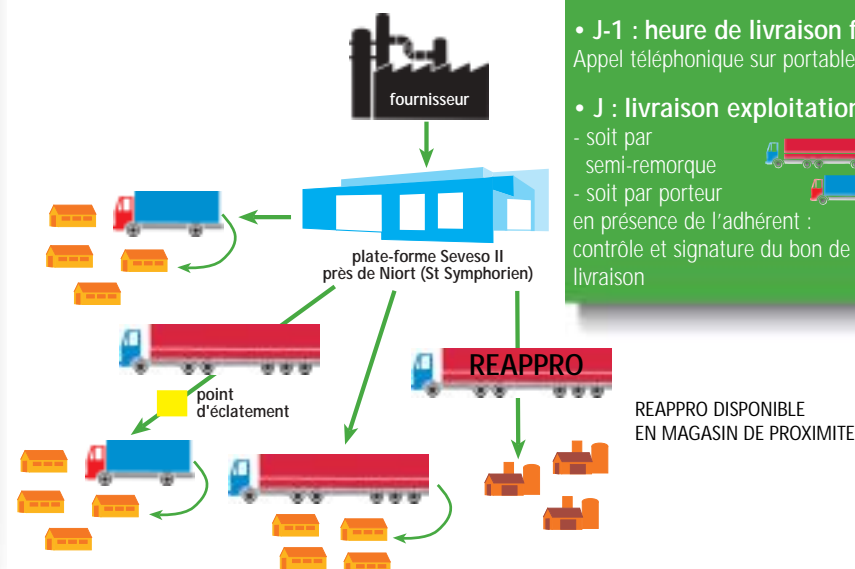 fournisseur
• J-1 : heure de livraison
Appel téléphonique sur portable
• J : livraison exploitation
- soit par
semi-remorque
- soit par porteur
en présence de l'adhérent :
contrôle et signature du bon de
livraison
plate-forme Seveso II
près de Niort (St Symphorien)
REAPPRO
point
d'éclatement
REAPPRO DISPONIBLE
EN MAGASIN DE PROXIMITE